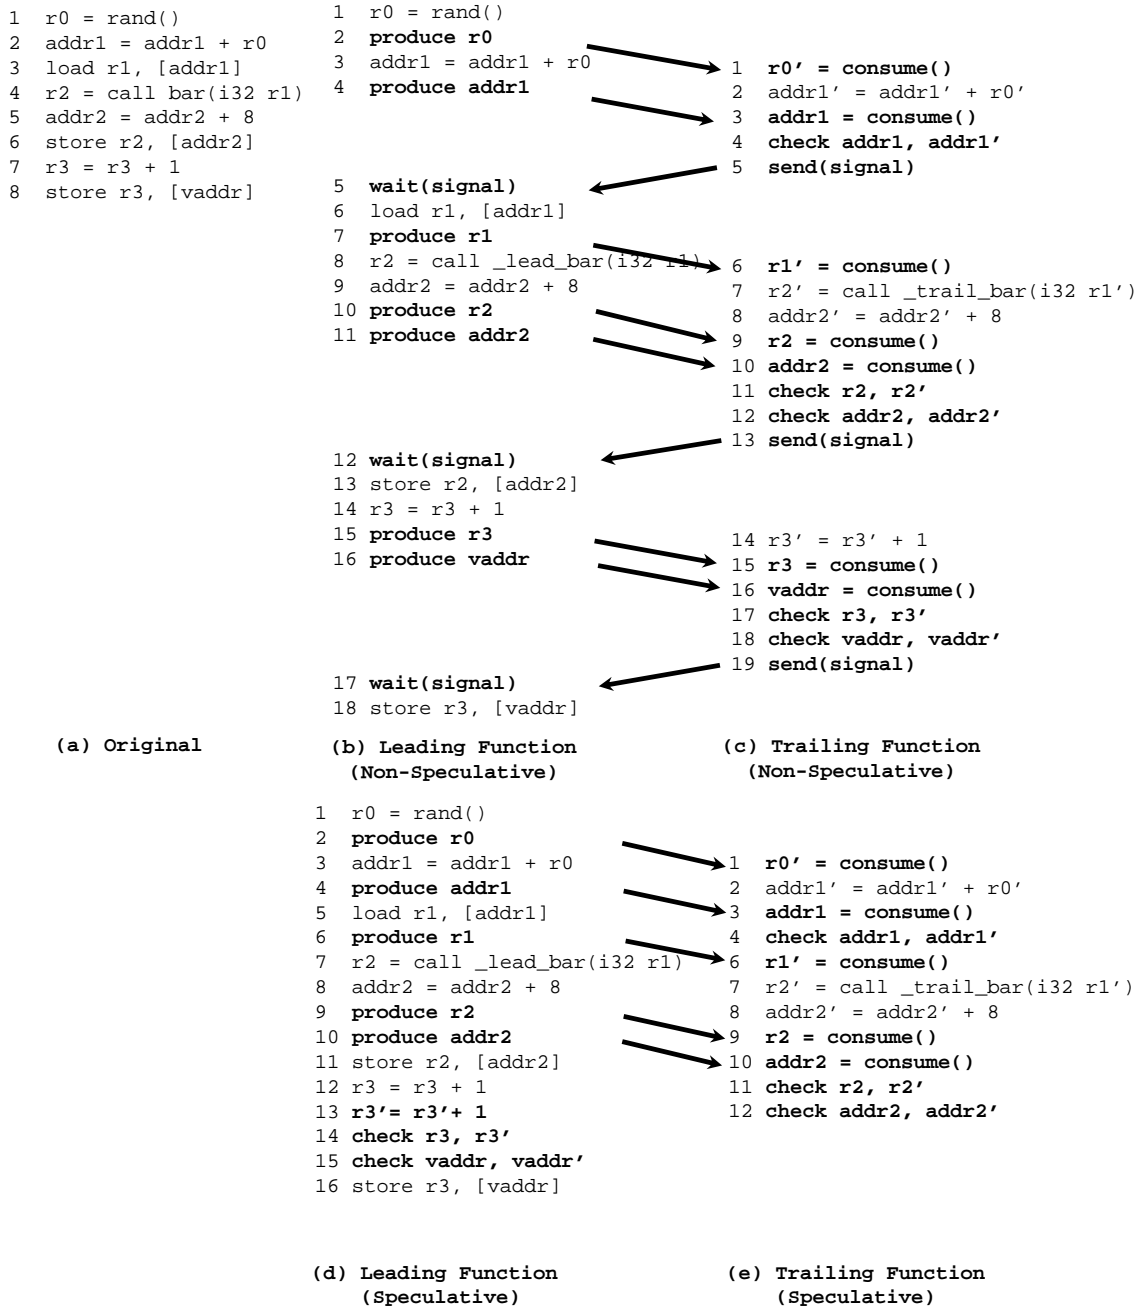 1 r0 = rand()
2 addr1 = addr1 + r0
3 load r1, [addr1]
4 r2 = call bar(i32 r1)
5 addr2 = addr2 + 8
6 store r2, [addr2]
7 r3 = r3 + 1
8 store r3, [vaddr]
(a) Original
1 r0 = rand()
2 produce r0
3 addr1 = addr1 + r0
4 produce addr1
5 wait(signal)
6 load r1, [addr1]
7 produce r1
8 r2 = call _lead_bar(i32 r1)
9 addr2 = addr2 + 8
10 produce r2
11 produce addr2
12 wait(signal)
13 store r2, [addr2]
14 r3 = r3 + 1
15 produce r3
16 produce vaddr
17 wait(signal)
18 store r3, [vaddr]
(b) Leading Function
(Non-Speculative)
1 r0′ = consume()
2 addr1′ = addr1′ + r0′
3 addr1 = consume()
4 check addr1, addr1′
5 send(signal)
6 r1′ = consume()
7 r2′ = call _trail_bar(i32 r1′)
8 addr2′ = addr2′ + 8
9 r2 = consume()
10 addr2 = consume()
11 check r2, r2′
12 check addr2, addr2′
13 send(signal)
14 r3′ = r3′ + 1
15 r3 = consume()
16 vaddr = consume()
17 check r3, r3′
18 check vaddr, vaddr′
19 send(signal)
(c) Trailing Function
(Non-Speculative)
1 r0 = rand()
2 produce r0
3 addr1 = addr1 + r0
4 produce addr1
5 load r1, [addr1]
6 produce r1
7 r2 = call _lead_bar(i32 r1)
8 addr2 = addr2 + 8
9 produce r2
10 produce addr2
11 store r2, [addr2]
12 r3 = r3 + 1
13 r3′= r3′+ 1
14 check r3, r3′
15 check vaddr, vaddr′
16 store r3, [vaddr]
(d) Leading Function
(Speculative)
1 r0′ = consume()
2 addr1′ = addr1′ + r0′
3 addr1 = consume()
4 check addr1, addr1′
6 r1′ = consume()
7 r2′ = call _trail_bar(i32 r1′)
8 addr2′ = addr2′ + 8
9 r2 = consume()
10 addr2 = consume()
11 check r2, r2′
12 check addr2, addr2′
(e) Trailing Function
(Speculative)